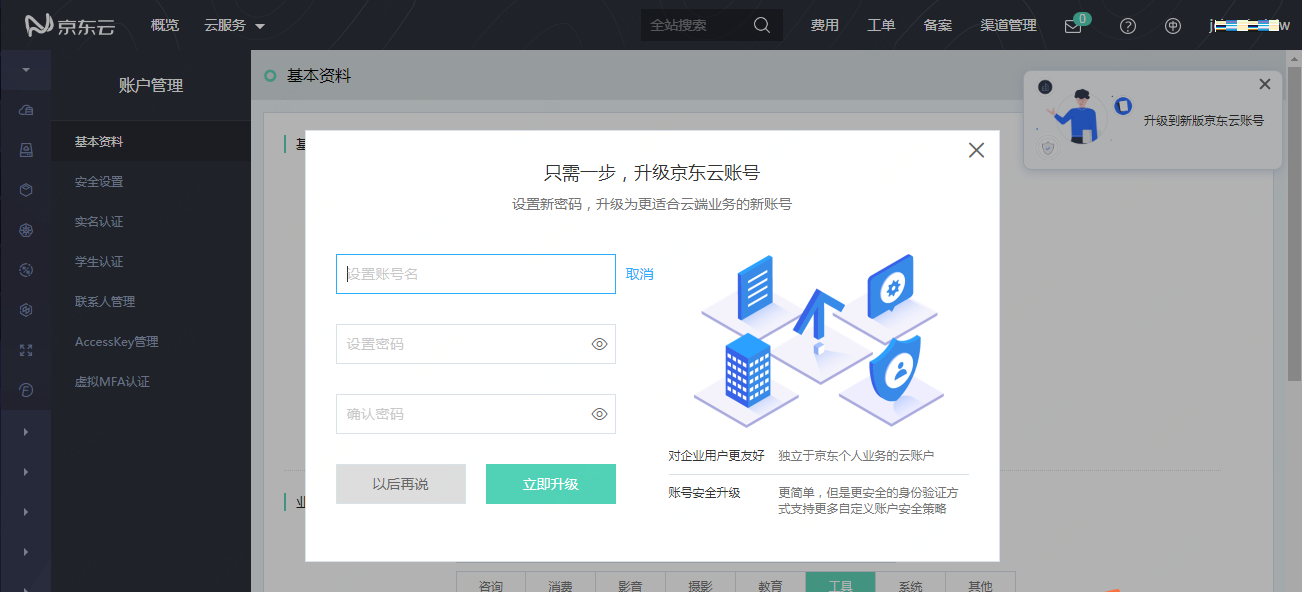 京东云
概览
云服务
全站搜索
费用
工单
备案
渠道管理
0
中
账户管理
基本资料
安全设置
实名认证
学生认证
联系人管理
AccessKey管理
虚拟MFA认证
基本资料
升级到新版京东云账号
只需一步，升级京东云账号
设置新密码，升级为更适合云端业务的新账号
设置账号名
取消
设置密码
确认密码
以后再说
立即升级
对企业用户更友好
独立于京东个人业务的云账户
账号安全升级
更简单，但是更安全的身份验证方
式支持更多自定义账户安全策略
咨询
消费
影音
摄影
教育
工具
系统
其他